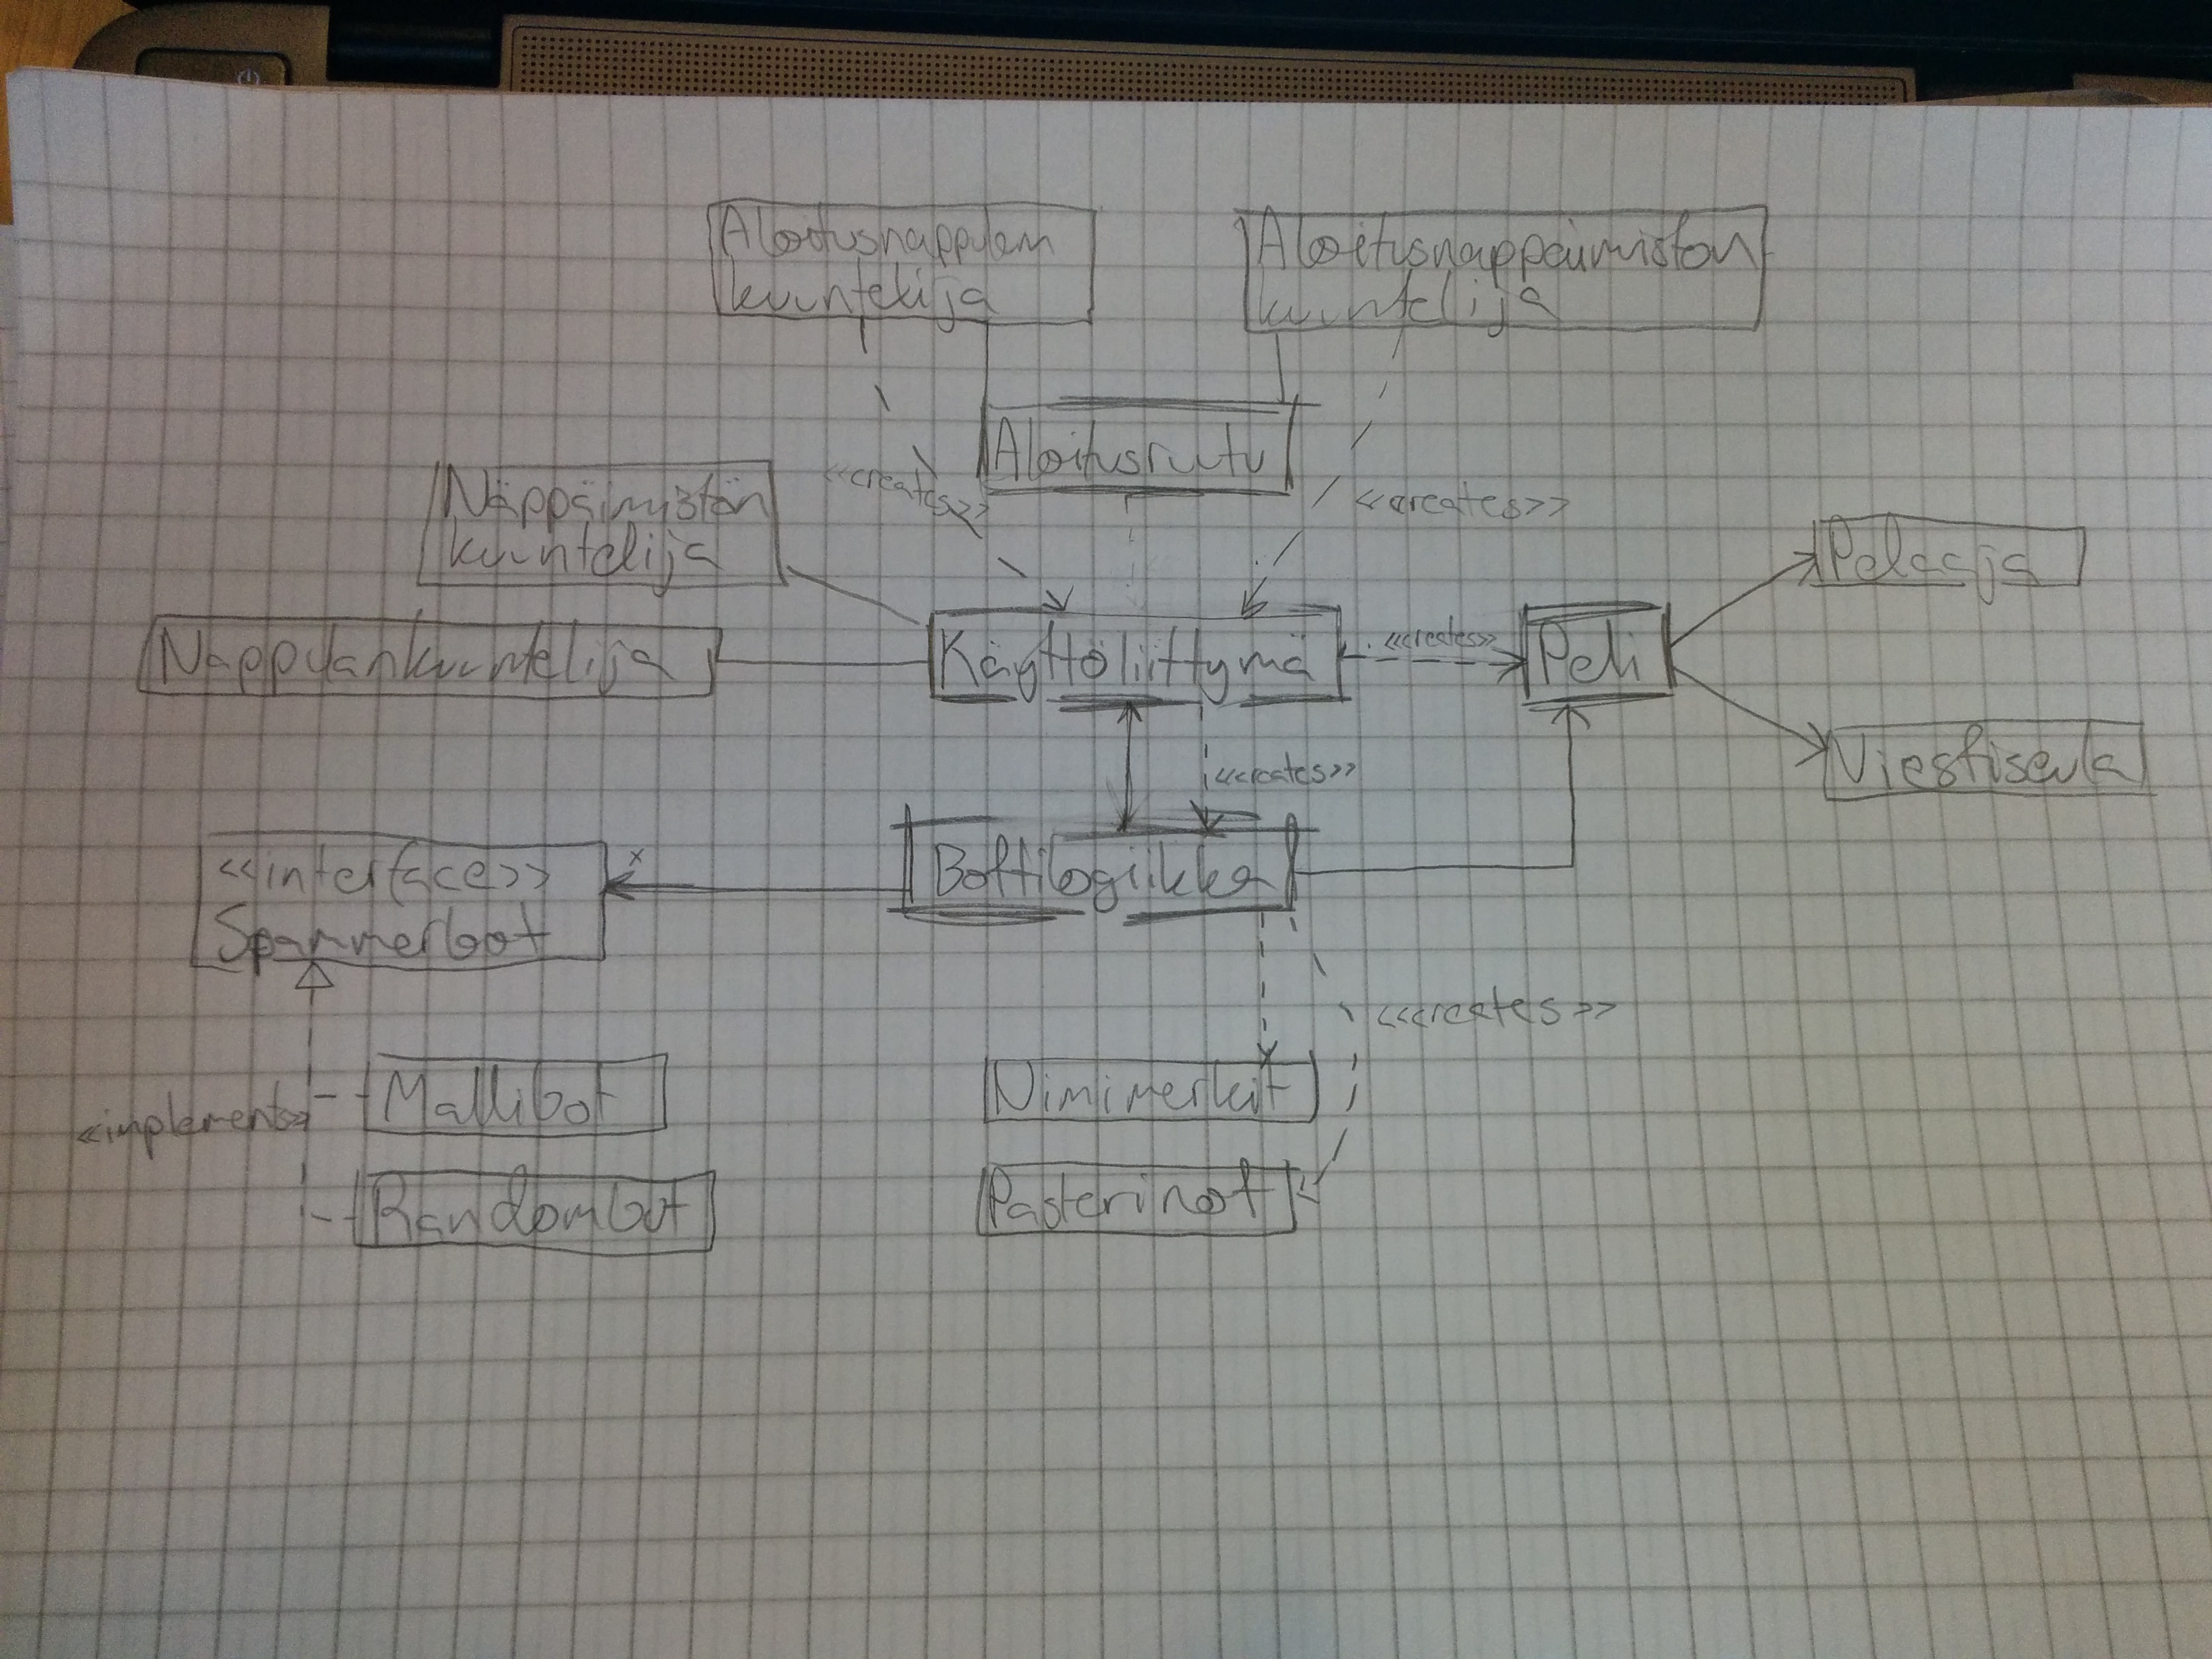 Aloitusnappulan
kuuntelija
Aloitusnäppäimistön
kuuntelija
Aloitusruutu
<<creates>>
<<creates>>
Näppäimistön
kuuntelija
Pelaaja
Nappulankuuntelija
Käyttöliittymä
<<creates>>
Peli
Viestiseula
<<creates>>
<<interface>>
Spammerbot
*
Bottilogiikka
<<creates>>
Mallibot
Nimimerkit
<<implements>>
Randombot
Pasterinot